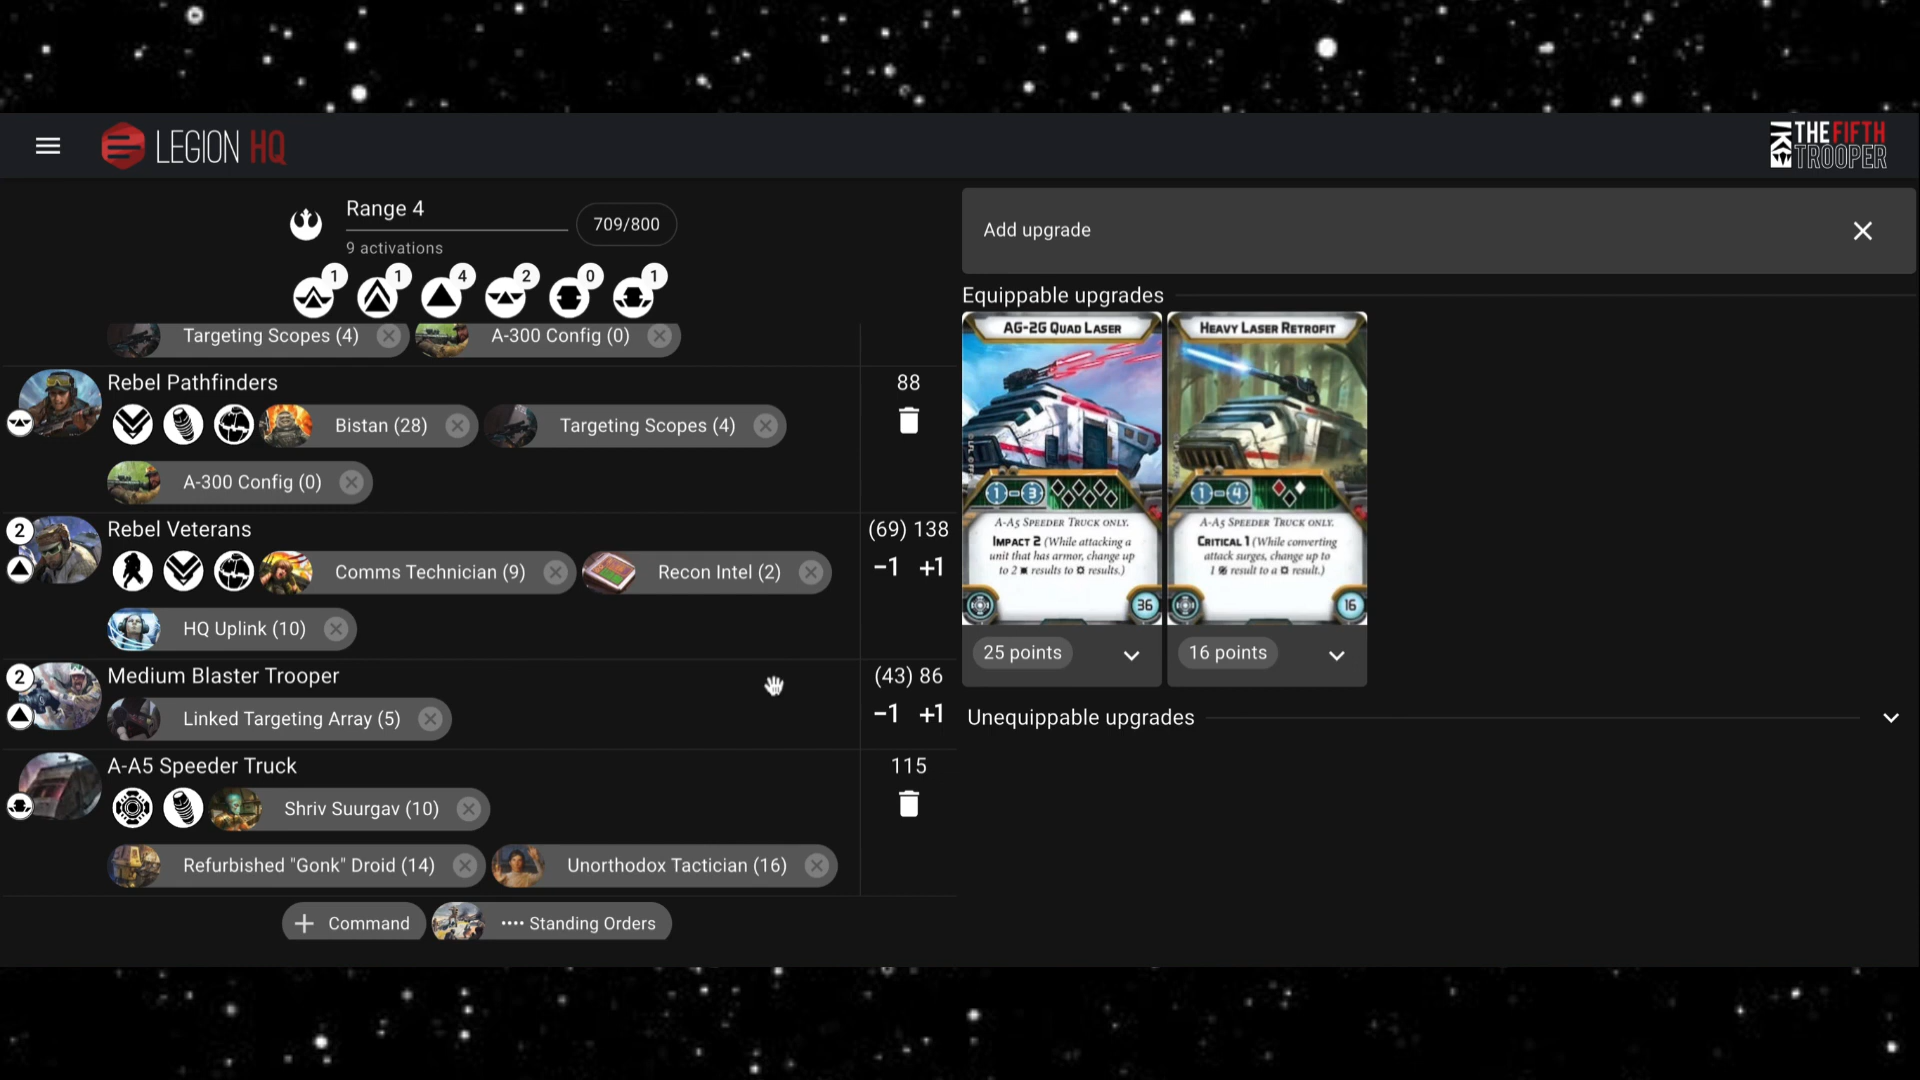 LEGION HQ
THE FIFTH
TROOPER
Range 4
709/800
9 activations
1
1
4
2
0
1
Targeting Scopes (4)
A-300 Config (0)
Rebel Pathfinders
88
Bistan (28)
Targeting Scopes (4)
A-300 Config (0)
2
Rebel Veterans
(69) 138
Comms Technician (9)
Recon Intel (2)
−1 +1
HQ Uplink (10)
2
Medium Blaster Trooper
(43) 86
Linked Targeting Array (5)
−1 +1
A-A5 Speeder Truck
115
Shriv Suurgav (10)
Refurbished "Gonk" Droid (14)
Unorthodox Tactician (16)
+ Command
•••• Standing Orders
Add upgrade
Equippable upgrades
AG-2G QUAD LASER
1-3
A-A5 SPEEDER TRUCK ONLY.
IMPACT 2 (While attacking a
unit that has armor, change up
to 2 results to results.)
36
25 points
HEAVY LASER RETROFIT
1-4
A-A5 SPEEDER TRUCK ONLY.
CRITICAL 1 (While converting
attack surges, change up to
1 result to a result.)
16
16 points
Unequippable upgrades